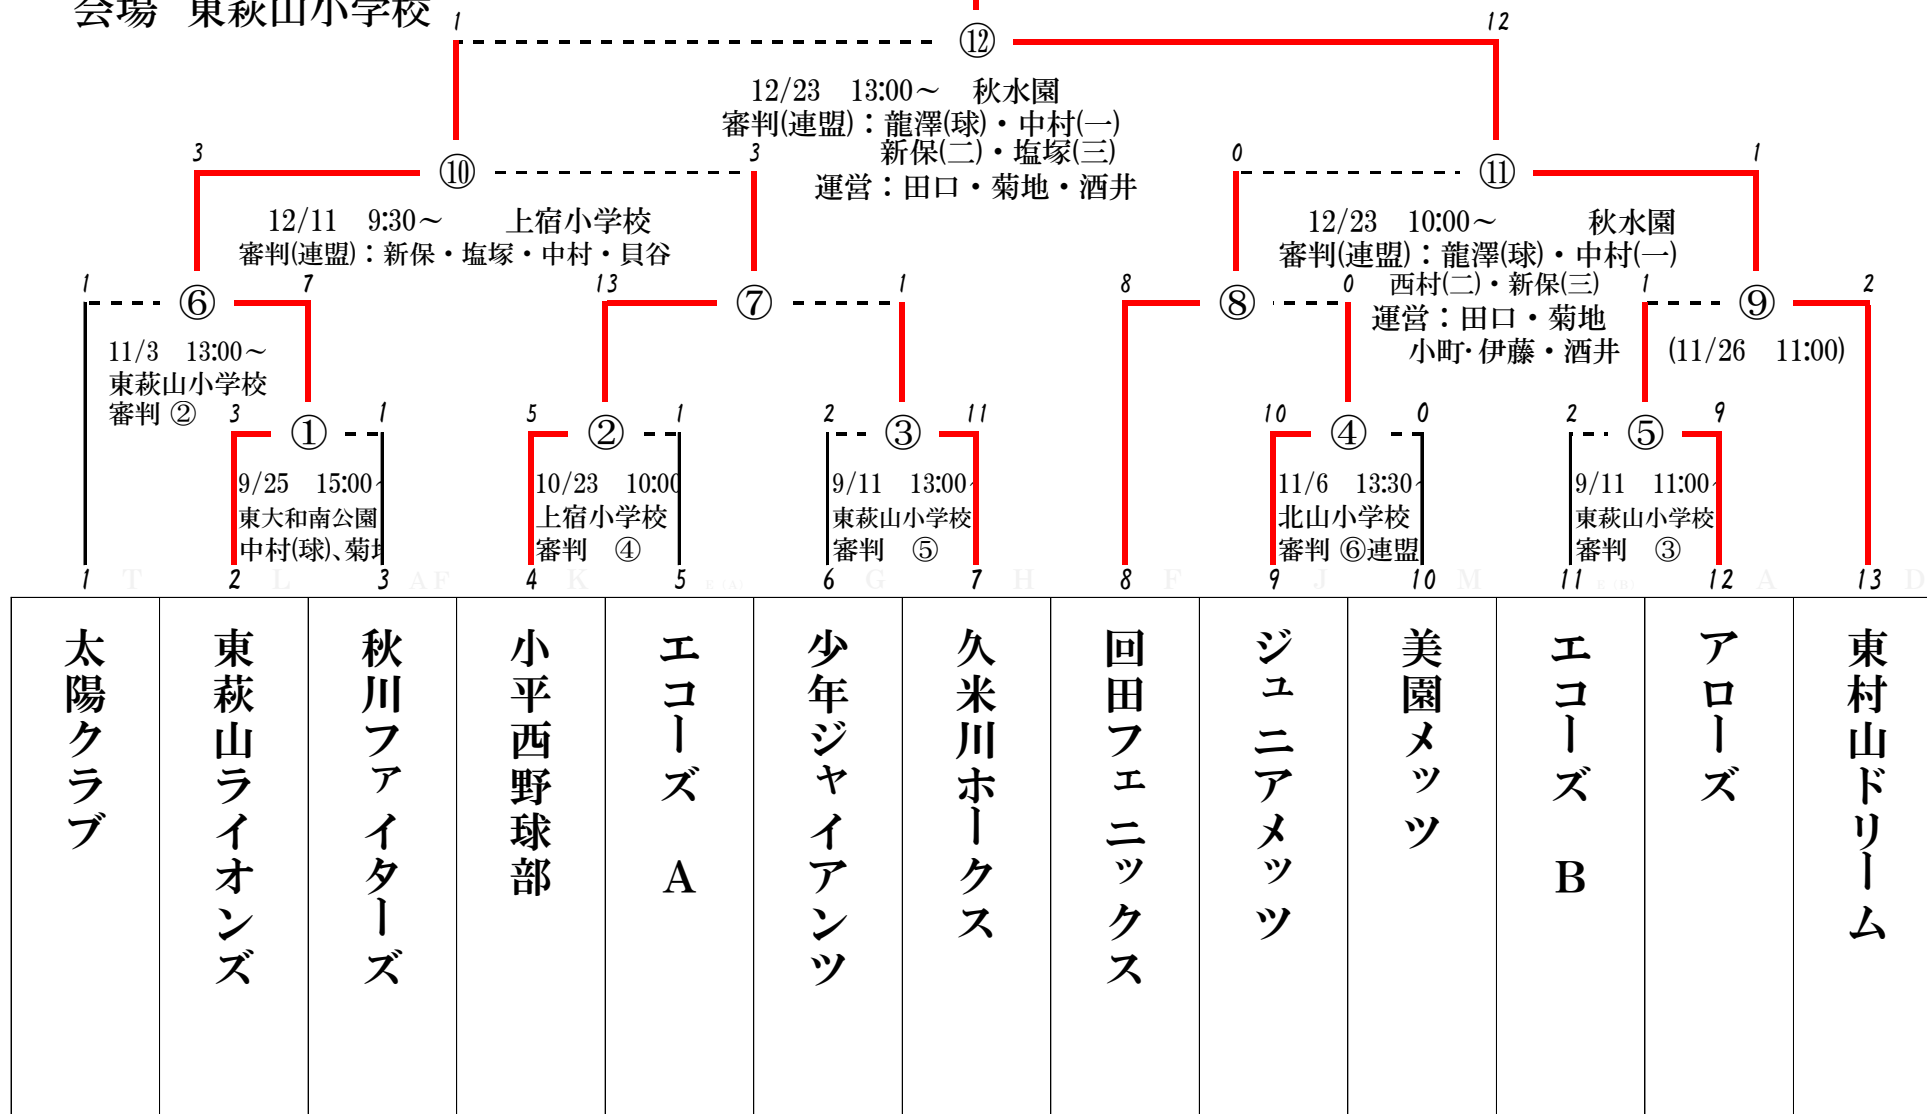 会場 東萩山小学校
1 12
⑫
12/23 13:00～ 秋水園
審判(連盟)：龍澤(球)・中村(一)
新保(二)・塩塚(三)
運営：田口・菊地・酒井
3 ⑩ 3
0 ⑪ 1
12/11 9:30～ 上宿小学校
審判(連盟)：新保・塩塚・中村・貝谷
12/23 10:00～ 秋水園
審判(連盟)：龍澤(球)・中村(一)
西村(二)・新保(三)
運営：田口・菊地
小町・伊藤・酒井
1 ⑥ 7
13 ⑦ 1
8 ⑧ 0
1 ⑨ 2
11/3 13:00～
東萩山小学校
審判 ②
(11/26 11:00)
3 ① 1
5 ② 1
2 ③ 11
10 ④ 0
2 ⑤ 9
9/25 15:00~
東大和南公園
中村(球)、菊地
10/23 10:00
上宿小学校
審判 ④
9/11 13:00~
東萩山小学校
審判 ⑤
11/6 13:30~
北山小学校
審判 ⑥連盟
9/11 11:00~
東萩山小学校
審判 ③
1 T 2 L 3 AF 4 K 5 E (A) 6 G 7 H 8 F 9 J 10 M 11 E (B) 12 A 13 D
太陽クラブ
東萩山ライオンズ
秋川ファイターズ
小平西野球部
エコーズ A
少年ジャイアンツ
久米川ホークス
回田フェニックス
ジュニアメッツ
美園メッツ
エコーズ B
アローズ
東村山ドリーム